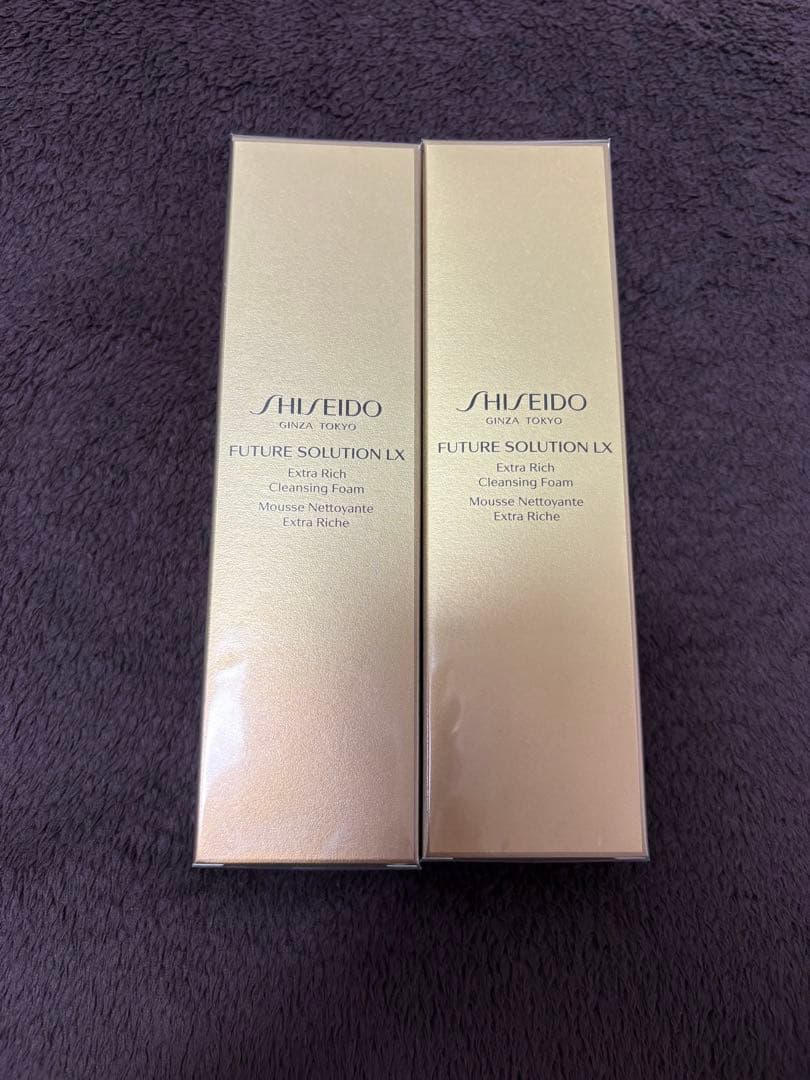 SHISEIDO
GINZA TOKYO
FUTURE SOLUTION LX
Extra Rich
Cleansing Foam
Mousse Nettoyante
Extra Riche
SHISEIDO
GINZA TOKYO
FUTURE SOLUTION LX
Extra Rich
Cleansing Foam
Mousse Nettoyante
Extra Riche